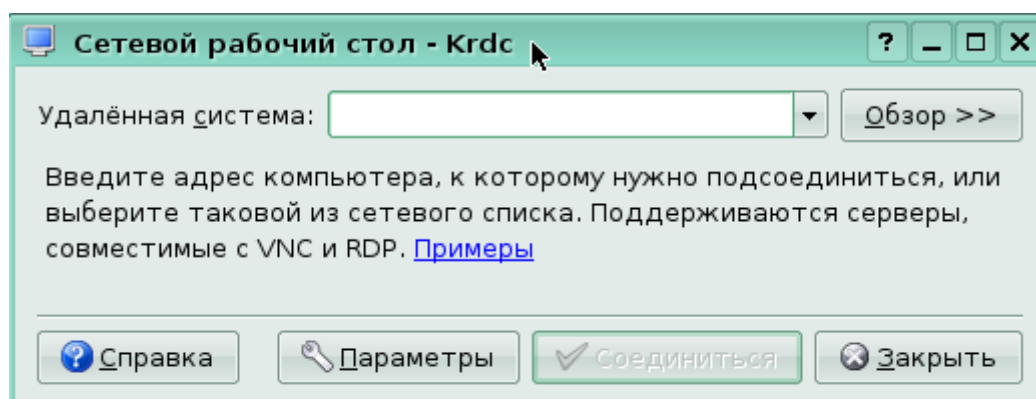 Сетевой рабочий стол - Krdc
Удалённая система:
Обзор >>
Введите адрес компьютера, к которому нужно подсоединиться, или
выберите таковой из сетевого списка. Поддерживаются серверы,
совместимые с VNC и RDP. Примеры
Справка
Параметры
Соединиться
Закрыть